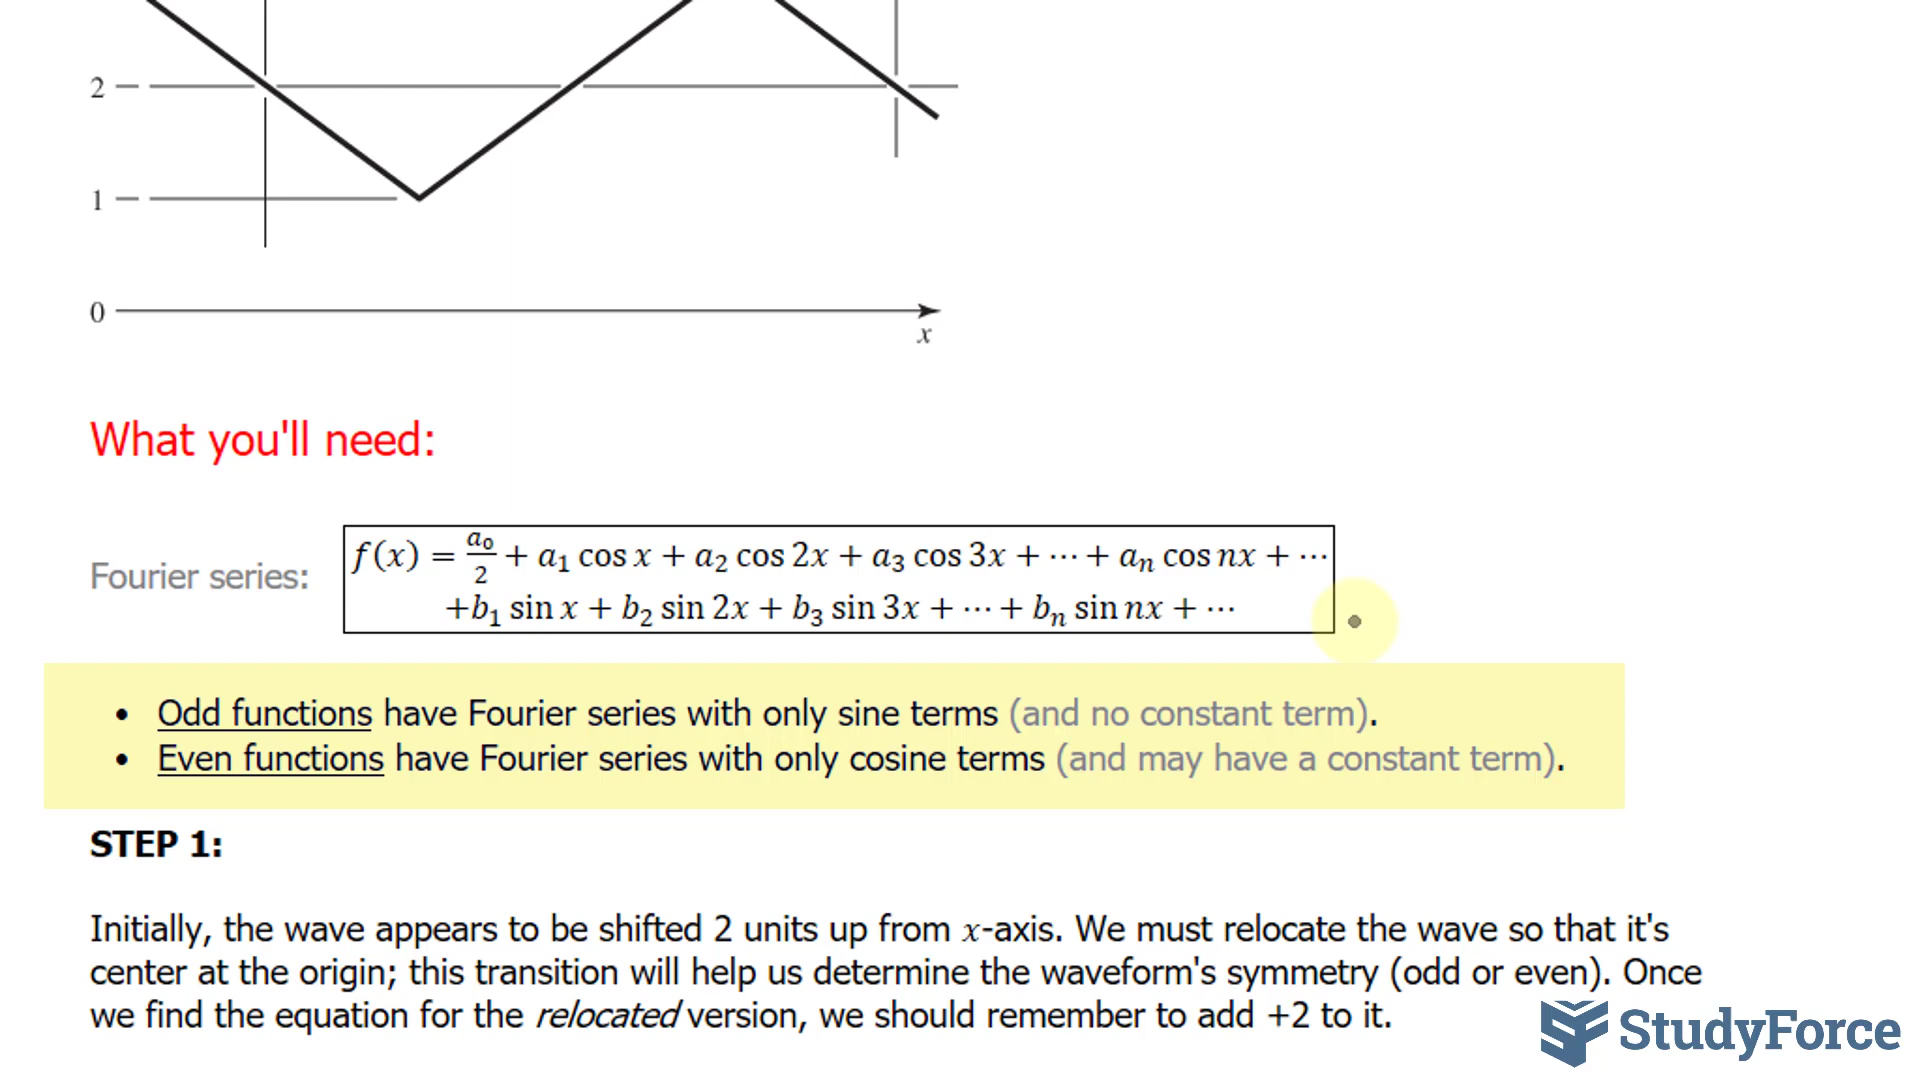 2
1
0
x
What you'll need:
Fourier series:
f(x) = a₀/2 + a₁ cos x + a₂ cos 2x + a₃ cos 3x + ⋯ + aₙ cos nx + ⋯
+b₁ sin x + b₂ sin 2x + b₃ sin 3x + ⋯ + bₙ sin nx + ⋯
• Odd functions have Fourier series with only sine terms (and no constant term).
• Even functions have Fourier series with only cosine terms (and may have a constant term).
STEP 1:
Initially, the wave appears to be shifted 2 units up from x-axis. We must relocate the wave so that it's
center at the origin; this transition will help us determine the waveform's symmetry (odd or even). Once
we find the equation for the relocated version, we should remember to add +2 to it.
StudyForce